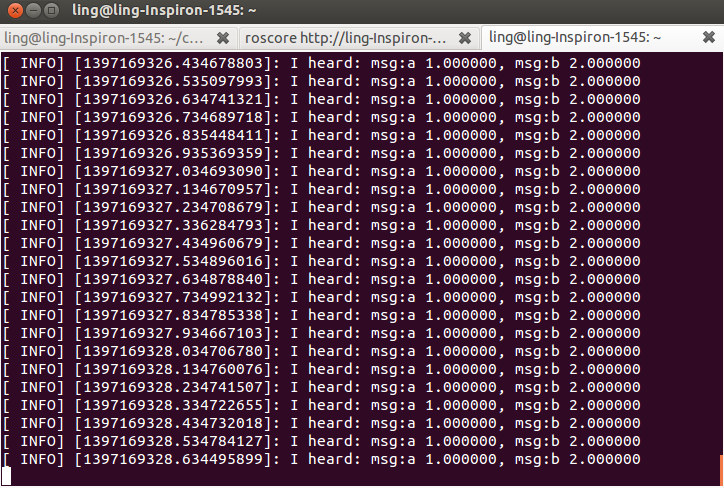 ling@ling-Inspiron-1545: ~
ling@ling-Inspiron-1545: ~/c... roscore http://ling-Inspiron-... ling@ling-Inspiron-1545: ~
[ INFO] [1397169326.434678803]: I heard: msg:a 1.000000, msg:b 2.000000
[ INFO] [1397169326.535097993]: I heard: msg:a 1.000000, msg:b 2.000000
[ INFO] [1397169326.634741321]: I heard: msg:a 1.000000, msg:b 2.000000
[ INFO] [1397169326.734689718]: I heard: msg:a 1.000000, msg:b 2.000000
[ INFO] [1397169326.835448411]: I heard: msg:a 1.000000, msg:b 2.000000
[ INFO] [1397169326.935369359]: I heard: msg:a 1.000000, msg:b 2.000000
[ INFO] [1397169327.034693090]: I heard: msg:a 1.000000, msg:b 2.000000
[ INFO] [1397169327.134670957]: I heard: msg:a 1.000000, msg:b 2.000000
[ INFO] [1397169327.234708679]: I heard: msg:a 1.000000, msg:b 2.000000
[ INFO] [1397169327.336284793]: I heard: msg:a 1.000000, msg:b 2.000000
[ INFO] [1397169327.434960679]: I heard: msg:a 1.000000, msg:b 2.000000
[ INFO] [1397169327.534896016]: I heard: msg:a 1.000000, msg:b 2.000000
[ INFO] [1397169327.634878840]: I heard: msg:a 1.000000, msg:b 2.000000
[ INFO] [1397169327.734992132]: I heard: msg:a 1.000000, msg:b 2.000000
[ INFO] [1397169327.834785338]: I heard: msg:a 1.000000, msg:b 2.000000
[ INFO] [1397169327.934667103]: I heard: msg:a 1.000000, msg:b 2.000000
[ INFO] [1397169328.034706780]: I heard: msg:a 1.000000, msg:b 2.000000
[ INFO] [1397169328.134760076]: I heard: msg:a 1.000000, msg:b 2.000000
[ INFO] [1397169328.234741507]: I heard: msg:a 1.000000, msg:b 2.000000
[ INFO] [1397169328.334722655]: I heard: msg:a 1.000000, msg:b 2.000000
[ INFO] [1397169328.434732018]: I heard: msg:a 1.000000, msg:b 2.000000
[ INFO] [1397169328.534784127]: I heard: msg:a 1.000000, msg:b 2.000000
[ INFO] [1397169328.634495899]: I heard: msg:a 1.000000, msg:b 2.000000